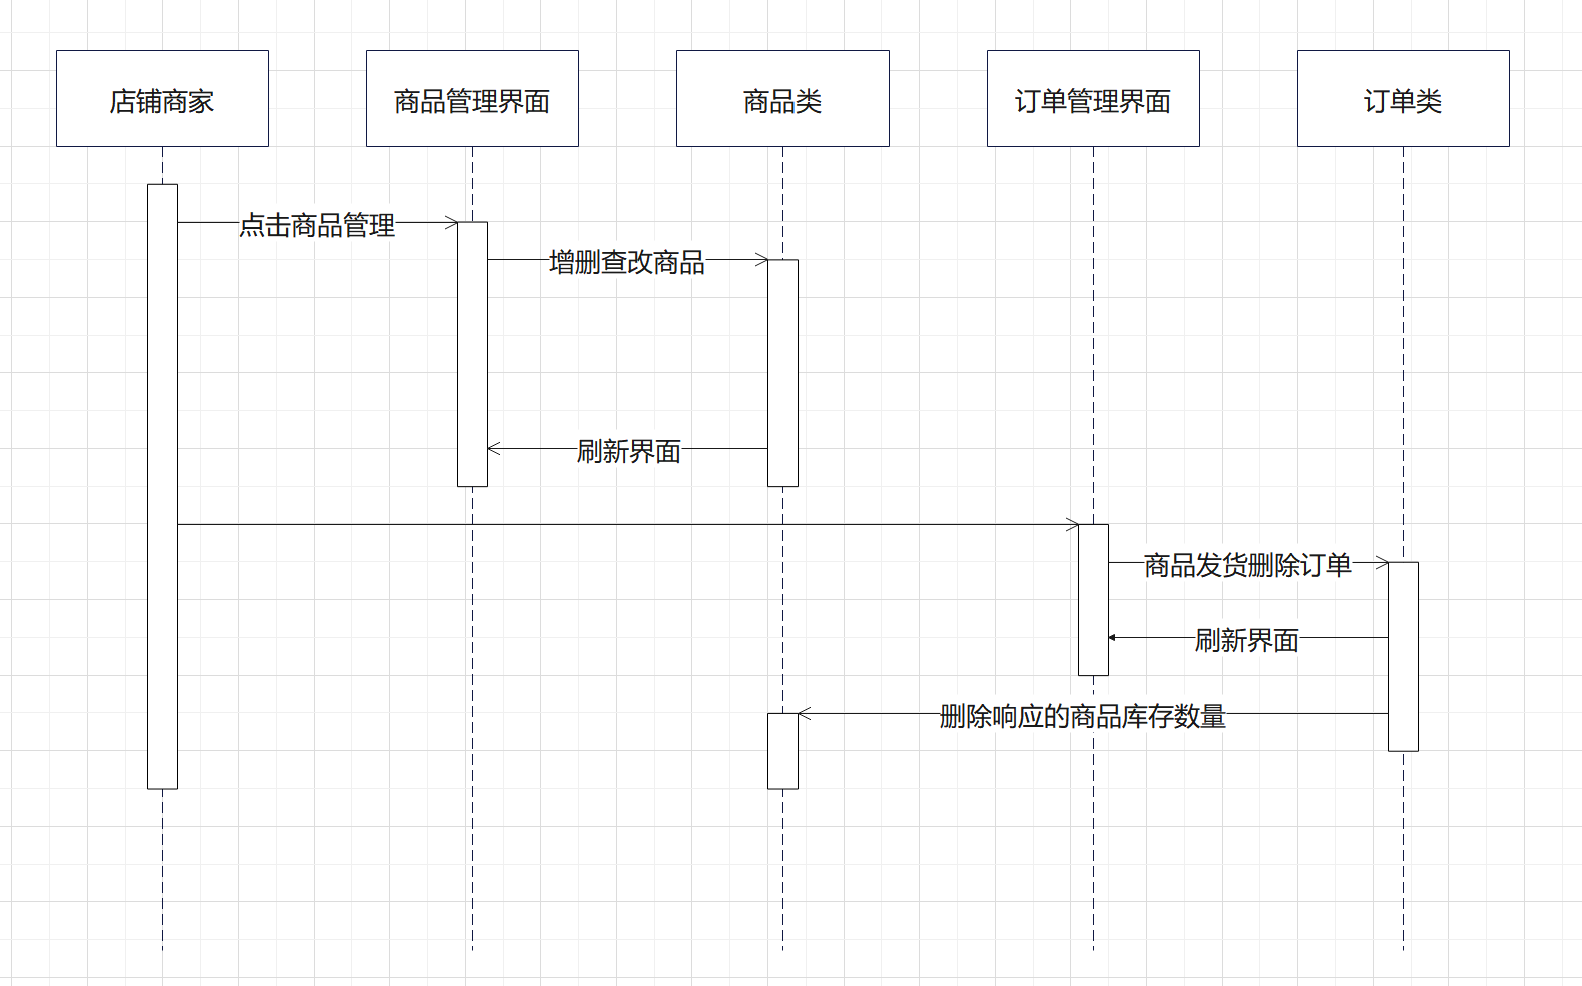 店铺商家
商品管理界面
商品类
订单管理界面
订单类
点击商品管理
增删查改商品
刷新界面
商品发货删除订单
刷新界面
删除响应的商品库存数量